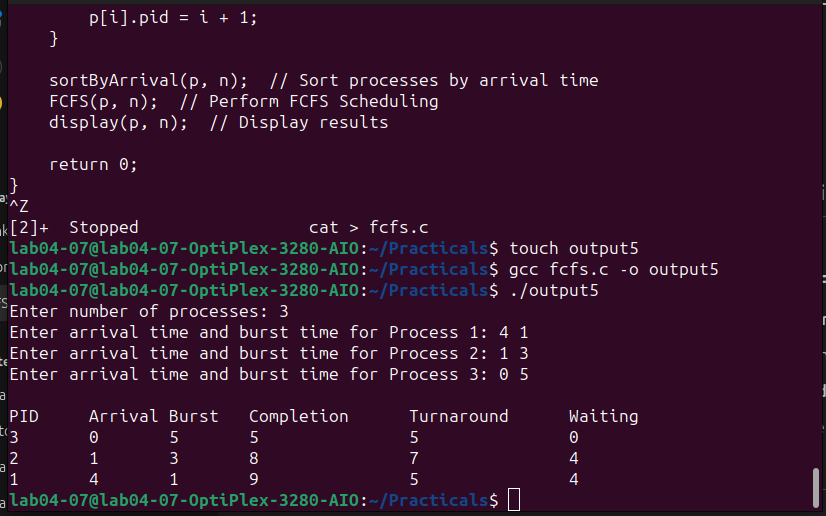 p[i].pid = i + 1;
    }

    sortByArrival(p, n);  // Sort processes by arrival time
    FCFS(p, n);  // Perform FCFS Scheduling
    display(p, n);  // Display results

    return 0;
}
^Z
[2]+  Stopped                 cat > fcfs.c
lab04-07@lab04-07-OptiPlex-3280-AIO:~/Practicals$ touch output5
lab04-07@lab04-07-OptiPlex-3280-AIO:~/Practicals$ gcc fcfs.c -o output5
lab04-07@lab04-07-OptiPlex-3280-AIO:~/Practicals$ ./output5
Enter number of processes: 3
Enter arrival time and burst time for Process 1: 4 1
Enter arrival time and burst time for Process 2: 1 3
Enter arrival time and burst time for Process 3: 0 5

PID     Arrival Burst   Completion      Turnaround      Waiting
3       0       5       5               5               0
2       1       3       8               7               4
1       4       1       9               5               4
lab04-07@lab04-07-OptiPlex-3280-AIO:~/Practicals$